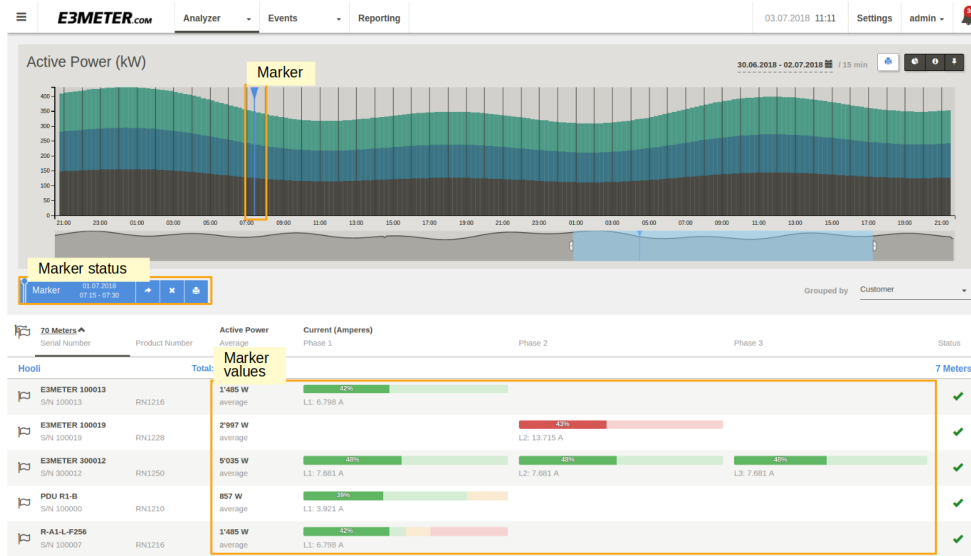 E3METER.COM Analyzer Events Reporting 03.07.2018 11:11 Settings admin
Active Power (kW)
Marker
30.06.2018 - 02.07.2018 / 15 min
400
350
300
250
200
150
100
50
0
21:00 23:00 01:00 03:00 05:00 07:00 09:00 11:00 13:00 15:00 17:00 19:00 21:00 23:00 01:00 03:00 05:00 07:00 09:00 11:00 13:00 15:00 17:00 19:00 21:00
Marker status
Marker 01.07.2018
07:15 - 07:30
Grouped by Customer
70 Meters Active Power Current (Amperes)
Serial Number Product Number Average Phase 1 Phase 2 Phase 3 Status
Marker
values
Hooli Total: 7 Meters
E3METER 100013 1'485 W 42%
S/N 100013 RN1216 average L1: 6.798 A
E3METER 100019 2'997 W 43%
S/N 100019 RN1228 average L2: 13.715 A
E3METER 300012 5'035 W 48% 48% 48%
S/N 300012 RN1250 average L1: 7.681 A L2: 7.681 A L3: 7.681 A
PDU R1-B 857 W 39%
S/N 100000 RN1210 average L1: 3.921 A
R-A1-L-F256 1'485 W 42%
S/N 100007 RN1216 average L1: 6.798 A